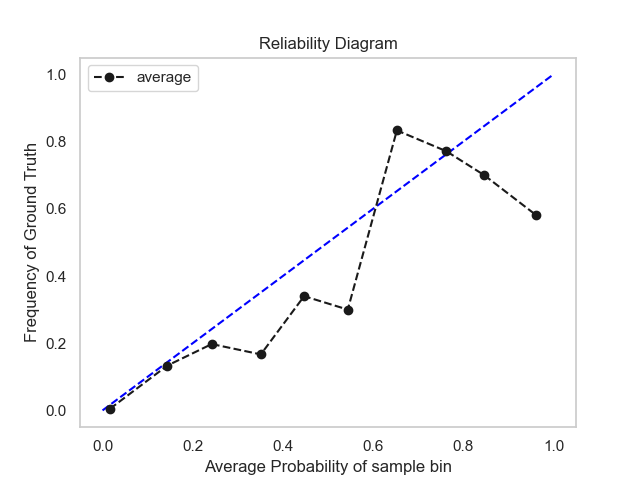 Reliability Diagram
average
Frequency of Ground Truth
1.0
0.8
0.6
0.4
0.2
0.0
0.0 0.2 0.4 0.6 0.8 1.0
Average Probability of sample bin